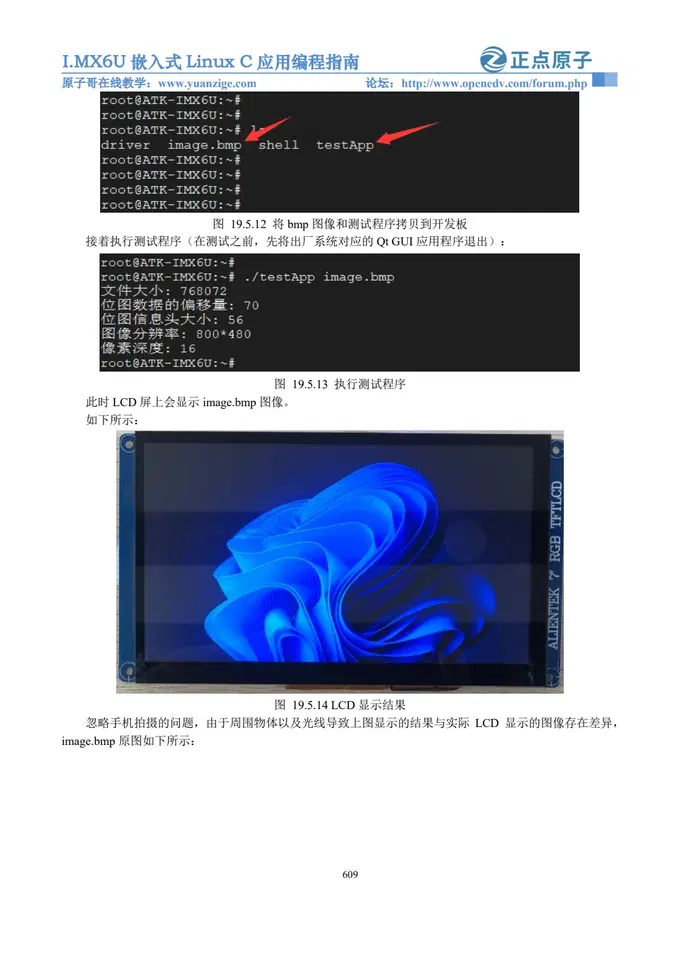 I.MX6U 嵌入式 Linux C 应用编程指南
正点原子
原子哥在线教学：www.yuanzige.com 论坛：http://www.openedv.com/forum.php
root@ATK-IMX6U:~#
root@ATK-IMX6U:~#
root@ATK-IMX6U:~# ls
driver image.bmp shell testApp
root@ATK-IMX6U:~#
root@ATK-IMX6U:~#
root@ATK-IMX6U:~#
root@ATK-IMX6U:~#
图 19.5.12 将 bmp 图像和测试程序拷贝到开发板
接着执行测试程序（在测试之前，先将出厂系统对应的 Qt GUI 应用程序退出）：
root@ATK-IMX6U:~#
root@ATK-IMX6U:~# ./testApp image.bmp
文件大小: 768072
位图数据的偏移量: 70
位图信息头大小: 56
图像分辨率: 800*480
像素深度: 16
root@ATK-IMX6U:~#
图 19.5.13 执行测试程序
此时 LCD 屏上会显示 image.bmp 图像。
如下所示：
ALIENTEK 7' RGB TFTLCD
图 19.5.14 LCD 显示结果
忽略手机拍摄的问题，由于周围物体以及光线导致上图显示的结果与实际 LCD 显示的图像存在差异，
image.bmp 原图如下所示：
609